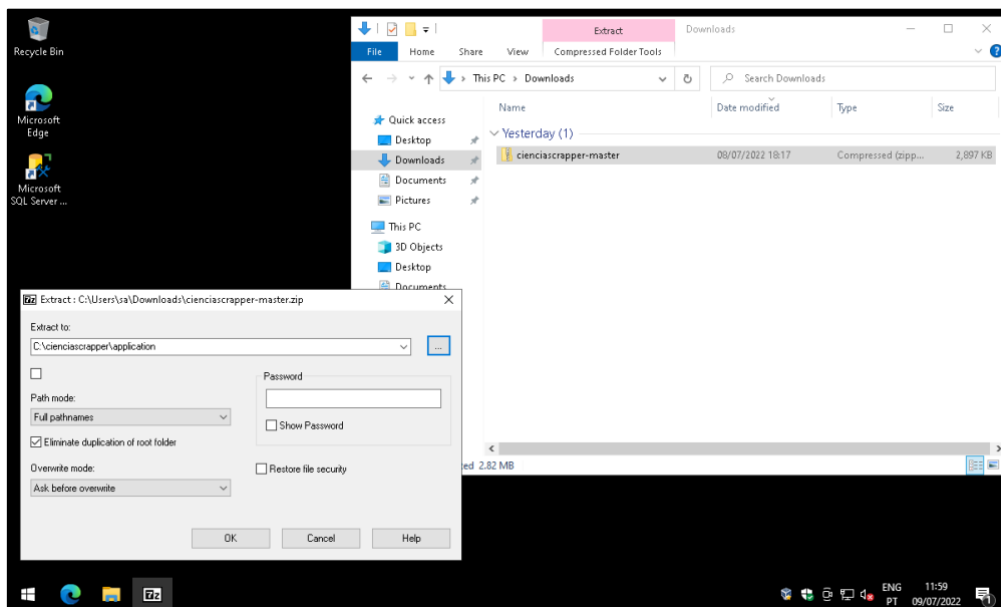 Recycle Bin
Microsoft
Edge
Microsoft
SQL Server ...
Extract
Downloads
File
Home
Share
View
Compressed Folder Tools
This PC > Downloads
Search Downloads
Name
Date modified
Type
Size
Quick access
Desktop
Downloads
Documents
Pictures
This PC
3D Objects
Desktop
Documents
Yesterday (1)
cienciascrapper-master
08/07/2022 18:17
Compressed (zipp...
2,897 KB
2.82 MB
7z
Extract : C:\Users\sa\Downloads\cienciascrapper-master.zip
Extract to:
C:\cienciascrapper\application
...
Path mode:
Full pathnames
Eliminate duplication of root folder
Overwrite mode:
Ask before overwrite
Password
Show Password
Restore file security
OK
Cancel
Help
7z
ENG
PT
11:59
09/07/2022
1